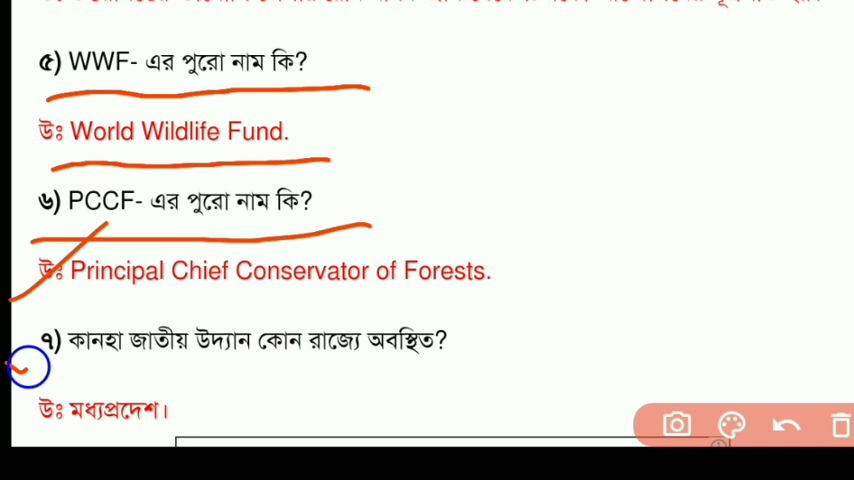 ৫) WWF- এর পুরো নাম কি?
উঃ World Wildlife Fund.
৬) PCCF- এর পুরো নাম কি?
উঃ Principal Chief Conservator of Forests.
৭) কানহা জাতীয় উদ্যান কোন রাজ্যে অবস্থিত?
উঃ মধ্যপ্রদেশ।